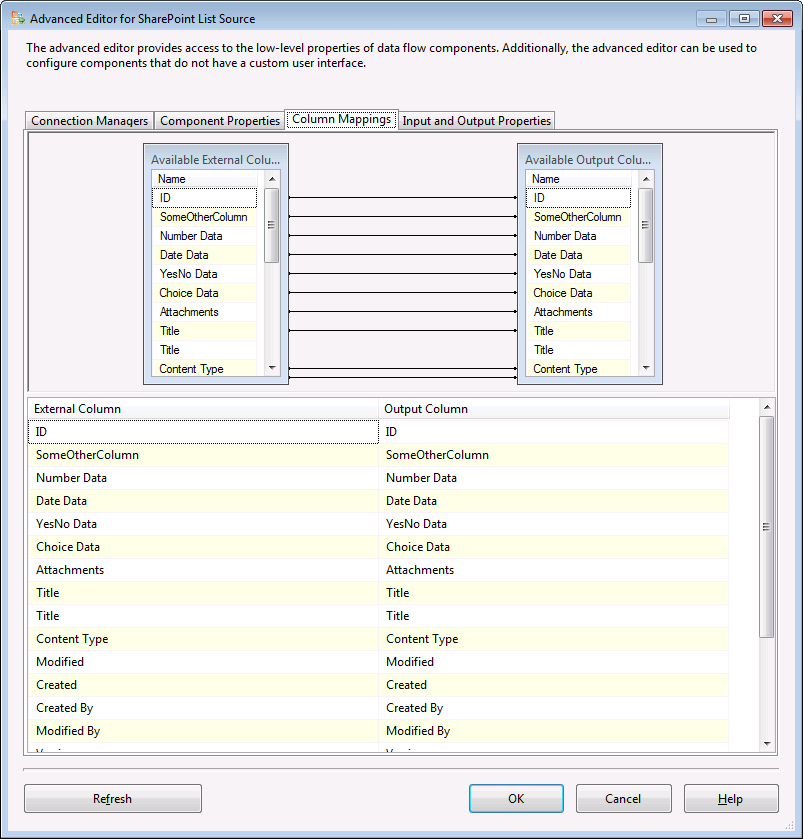 Advanced Editor for SharePoint List Source
The advanced editor provides access to the low-level properties of data flow components. Additionally, the advanced editor can be used to
configure components that do not have a custom user interface.
Connection Managers Component Properties Column Mappings Input and Output Properties
Available External Colu... Available Output Colu...
Name Name
ID ID
SomeOtherColumn SomeOtherColumn
Number Data Number Data
Date Data Date Data
YesNo Data YesNo Data
Choice Data Choice Data
Attachments Attachments
Title Title
Title Title
Content Type Content Type
External Column Output Column
ID ID
SomeOtherColumn SomeOtherColumn
Number Data Number Data
Date Data Date Data
YesNo Data YesNo Data
Choice Data Choice Data
Attachments Attachments
Title Title
Title Title
Content Type Content Type
Modified Modified
Created Created
Created By Created By
Modified By Modified By
Refresh OK Cancel Help